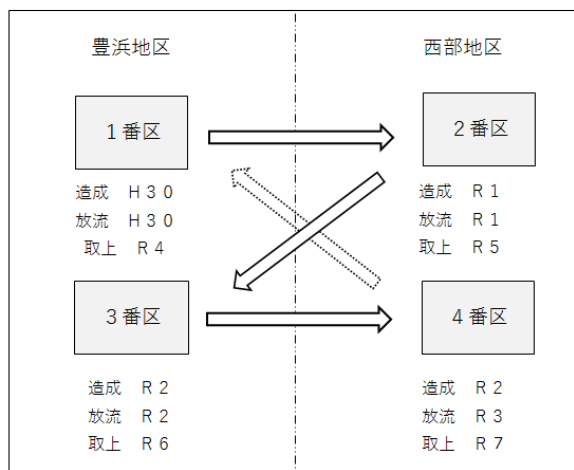 豊浜地区
西部地区
１番区
２番区
造成　Ｈ３０
放流　Ｈ３０
取上　Ｒ４
造成　Ｒ１
放流　Ｒ１
取上　Ｒ５
３番区
４番区
造成　Ｒ２
放流　Ｒ２
取上　Ｒ６
造成　Ｒ２
放流　Ｒ３
取上　Ｒ７